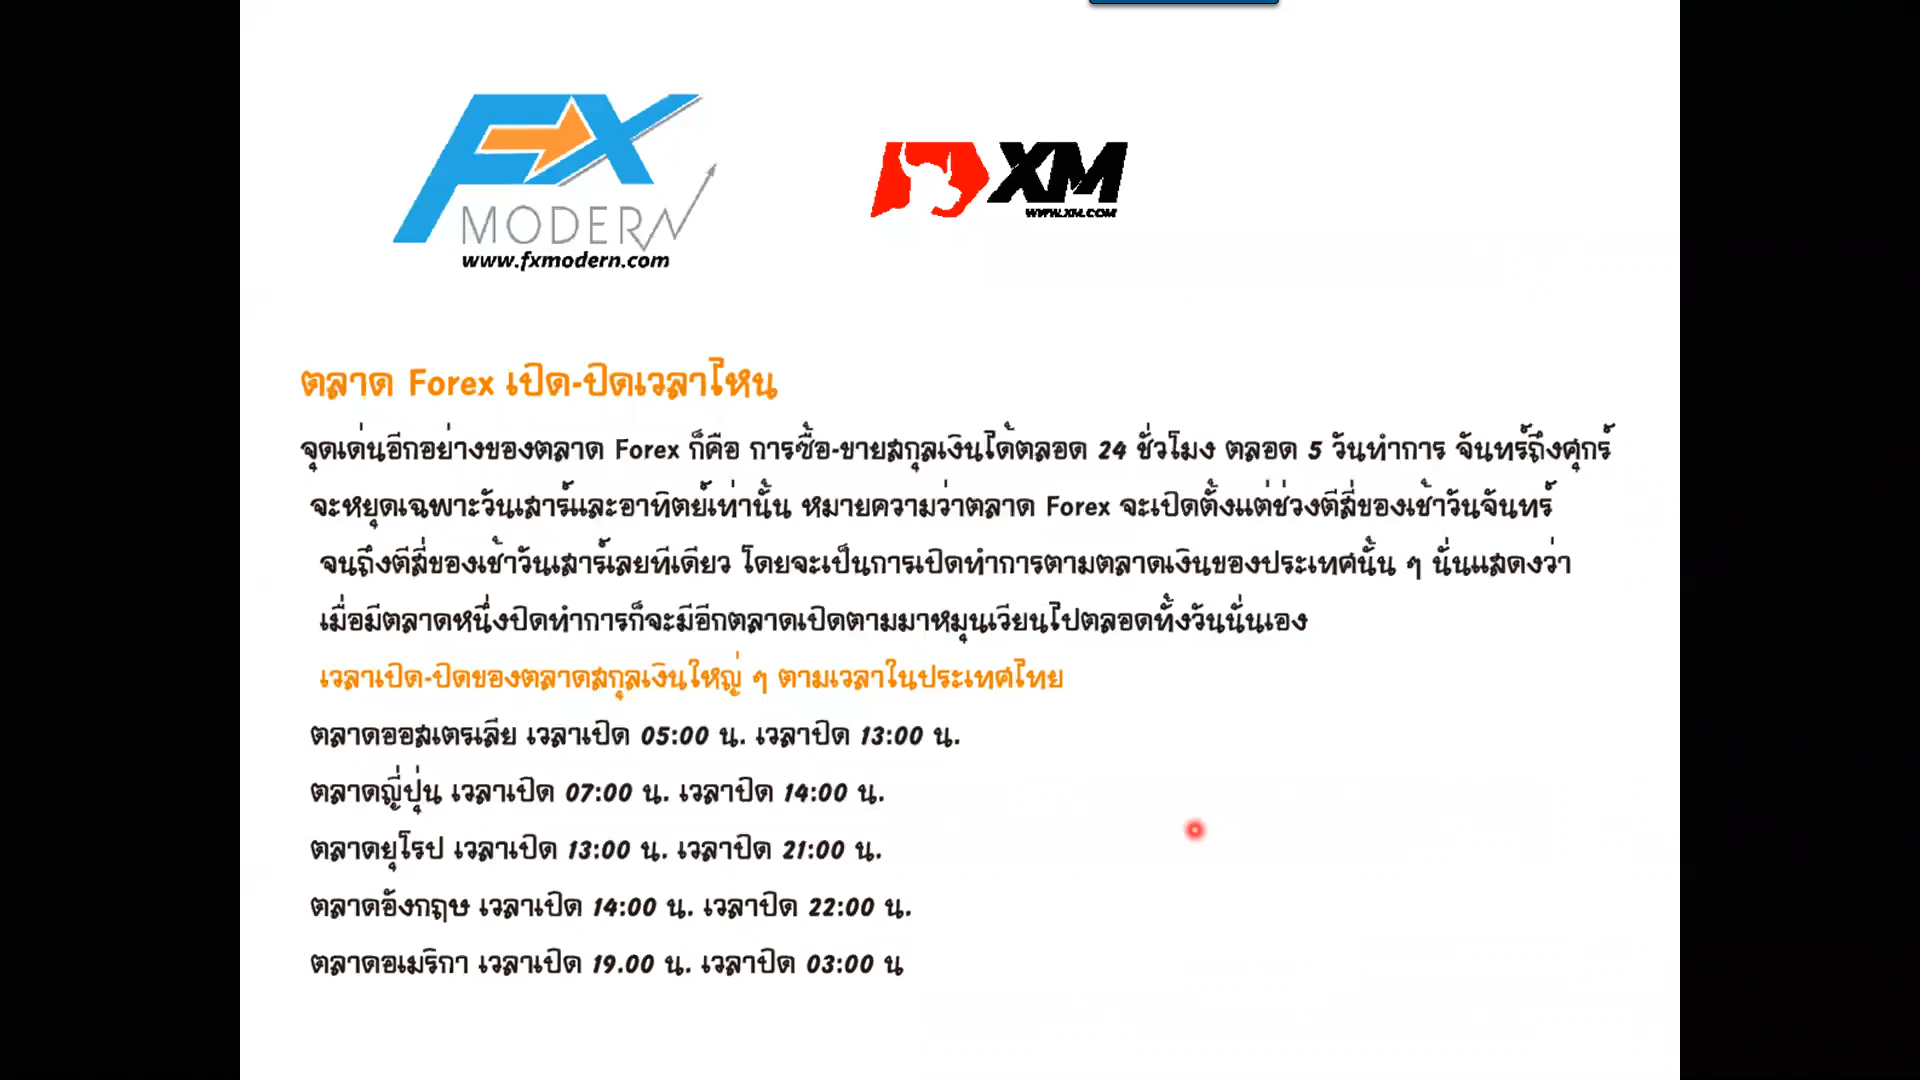 FX
MODERN
www.fxmodern.com
XM
WWW.XM.COM
ตลาด Forex เปิด-ปิดเวลาไหน
จุดเด่นอีกอย่างของตลาด Forex ก็คือ การซื้อ-ขายสกุลเงินได้ตลอด 24 ชั่วโมง ตลอด 5 วันทำการ จันทร์ถึงศุกร์
จะหยุดเฉพาะวันเสาร์และอาทิตย์เท่านั้น หมายความว่าตลาด Forex จะเปิดตั้งแต่ช่วงตีสี่ของเช้าวันจันทร์
จนถึงตีสี่ของเช้าวันเสาร์เลยทีเดียว โดยจะเป็นการเปิดทำการตามตลาดเงินของประเทศนั้น ๆ นั่นแสดงว่า
เมื่อมีตลาดหนึ่งปิดทำการก็จะมีอีกตลาดเปิดตามมาหมุนเวียนไปตลอดทั้งวันนั่นเอง
เวลาเปิด-ปิดของตลาดสกุลเงินใหญ่ ๆ ตามเวลาในประเทศไทย
ตลาดออสเตรเลีย เวลาเปิด 05:00 น. เวลาปิด 13:00 น.
ตลาดญี่ปุ่น เวลาเปิด 07:00 น. เวลาปิด 14:00 น.
ตลาดยุโรป เวลาเปิด 13:00 น. เวลาปิด 21:00 น.
ตลาดอังกฤษ เวลาเปิด 14:00 น. เวลาปิด 22:00 น.
ตลาดอเมริกา เวลาเปิด 19.00 น. เวลาปิด 03:00 น